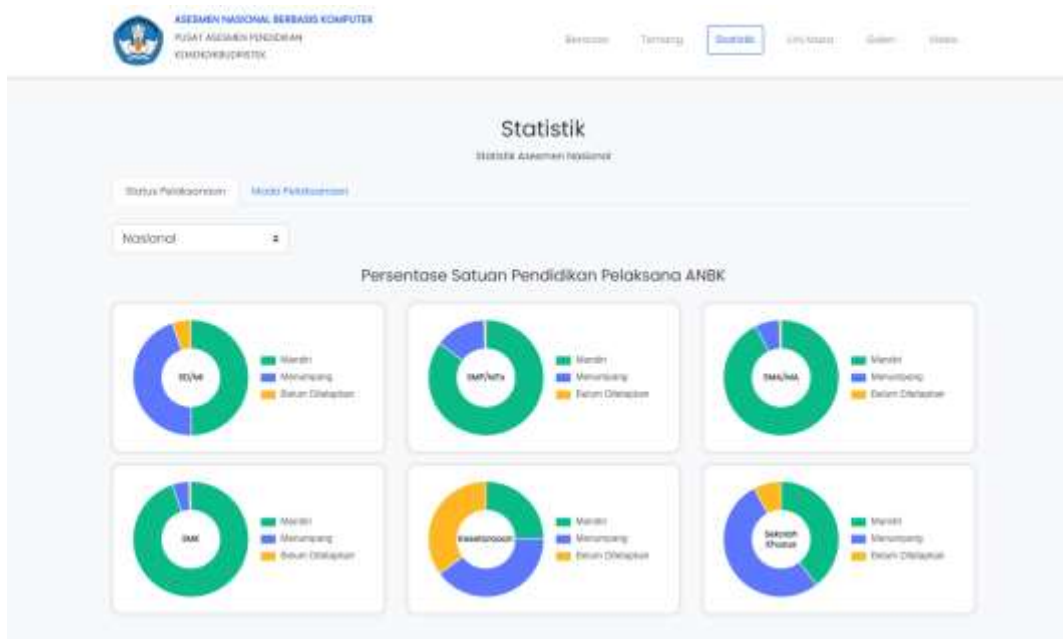 ASESMEN NASIONAL BERBASIS KOMPUTER
PUSAT ASESMEN PENDIDIKAN
KEMENDIKBUDRISTEK
Beranda Tentang Statistik Galeri
Statistik
Statistik Asesmen Nasional
Status Pelaksanaan Moda Pelaksanaan
Nasional
Persentase Satuan Pendidikan Pelaksana ANBK
SD/MI
Mandiri
Menumpang
Belum Ditetapkan
SMP/MTs
Mandiri
Menumpang
Belum Ditetapkan
SMA/MA
Mandiri
Menumpang
Belum Ditetapkan
SMK
Mandiri
Menumpang
Belum Ditetapkan
Kesetaraaan
Mandiri
Menumpang
Belum Ditetapkan
Sekolah
Khusus
Mandiri
Menumpang
Belum Ditetapkan